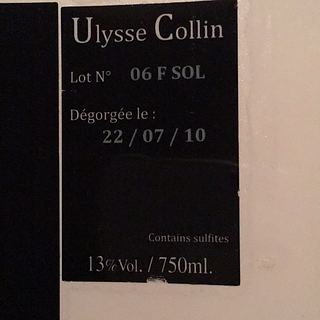 Ulysse Collin
Lot N° 06 F SOL
Dégorgée le :
22 / 07 / 10
Contains sulfites
13%Vol. / 750ml.